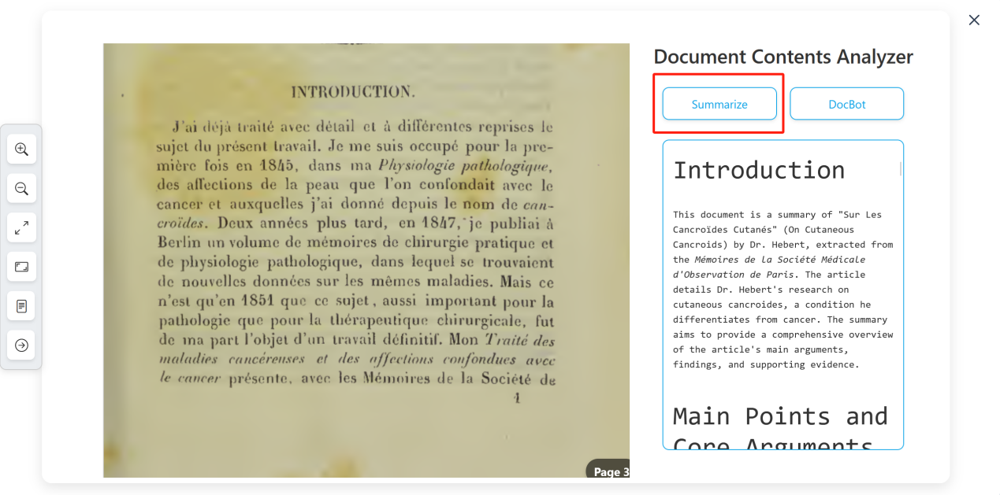 INTRODUCTION.
J'ai déjà traité avec détail et à différentes reprises le
sujet du présent travail. Je me suis occupé pour la pre-
mière fois en 1845, dans ma Physiologie pathologique,
des affections de la peau que l'on confondait avec le
cancer et auxquelles j'ai donné depuis le nom de can-
croïdes. Deux années plus tard, en 1847, je publiai à
Berlin un volume de mémoires de chirurgie pratique et
de physiologie pathologique, dans lequel se trouvaient
de nouvelles données sur les mêmes maladies. Mais ce
n'est qu'en 1851 que ce sujet, aussi important pour la
pathologie que pour la thérapeutique chirurgicale, fut
de ma part l'objet d'un travail définitif. Mon Traité des
maladies cancéreuses et des affections confondues avec
le cancer présente, avec les Mémoires de la Société de
1
Page 3
Document Contents Analyzer
Summarize
DocBot
Introduction
This document is a summary of "Sur Les
Cancroïdes Cutanés" (On Cutaneous
Cancroids) by Dr. Hebert, extracted from
the Mémoires de la Société Médicale
d'Observation de Paris. The article
details Dr. Hebert's research on
cutaneous cancroides, a condition he
differentiates from cancer. The summary
aims to provide a comprehensive overview
of the article's main arguments,
findings, and supporting evidence.
Main Points and
Core Arguments